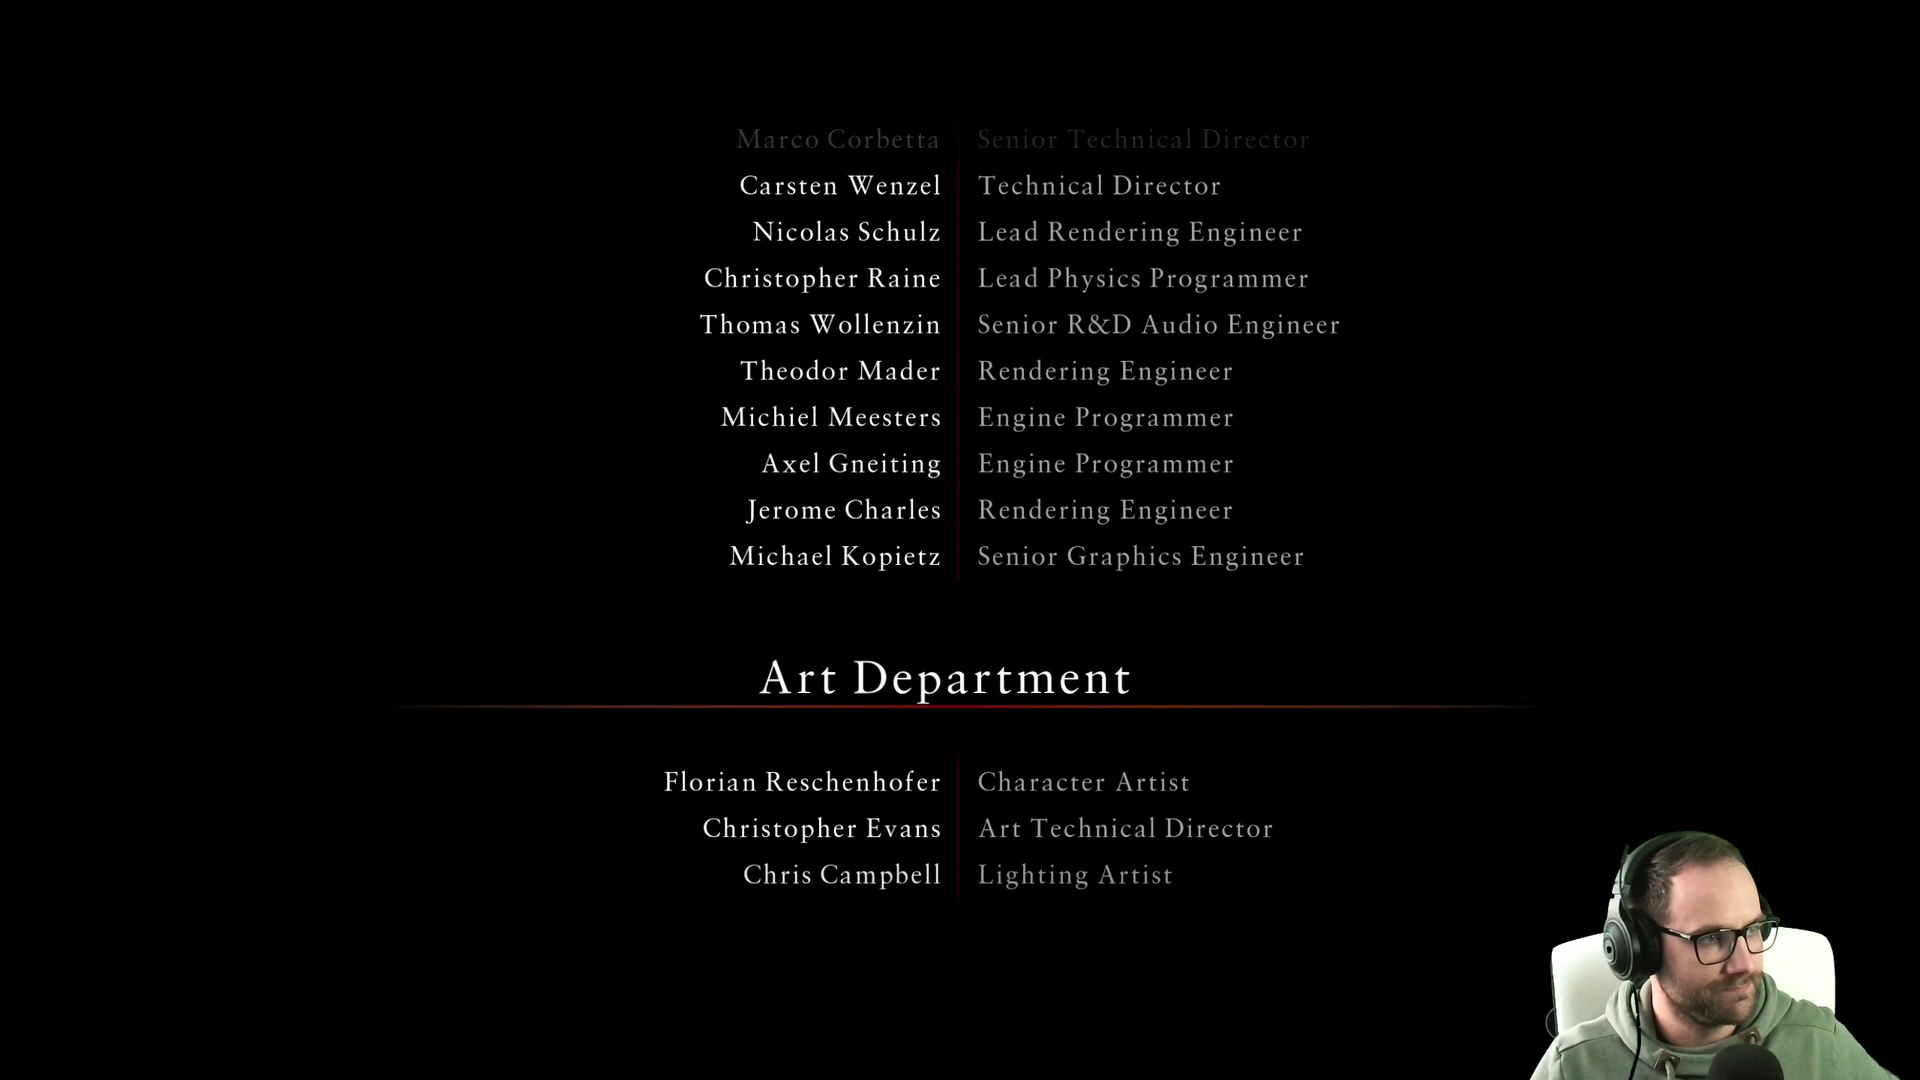 Marco Corbetta Senior Technical Director
Carsten Wenzel Technical Director
Nicolas Schulz Lead Rendering Engineer
Christopher Raine Lead Physics Programmer
Thomas Wollenzin Senior R&D Audio Engineer
Theodor Mader Rendering Engineer
Michiel Meesters Engine Programmer
Axel Gneiting Engine Programmer
Jerome Charles Rendering Engineer
Michael Kopietz Senior Graphics Engineer
Art Department
Florian Reschenhofer Character Artist
Christopher Evans Art Technical Director
Chris Campbell Lighting Artist